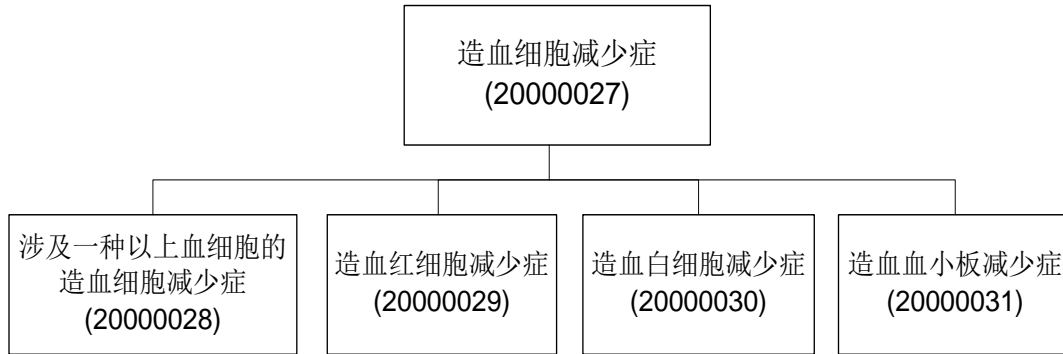 造血细胞减少症
(20000027)
涉及一种以上血细胞的
造血细胞减少症
(20000028)
造血红细胞减少症
(20000029)
造血白细胞减少症
(20000030)
造血血小板减少症
(20000031)